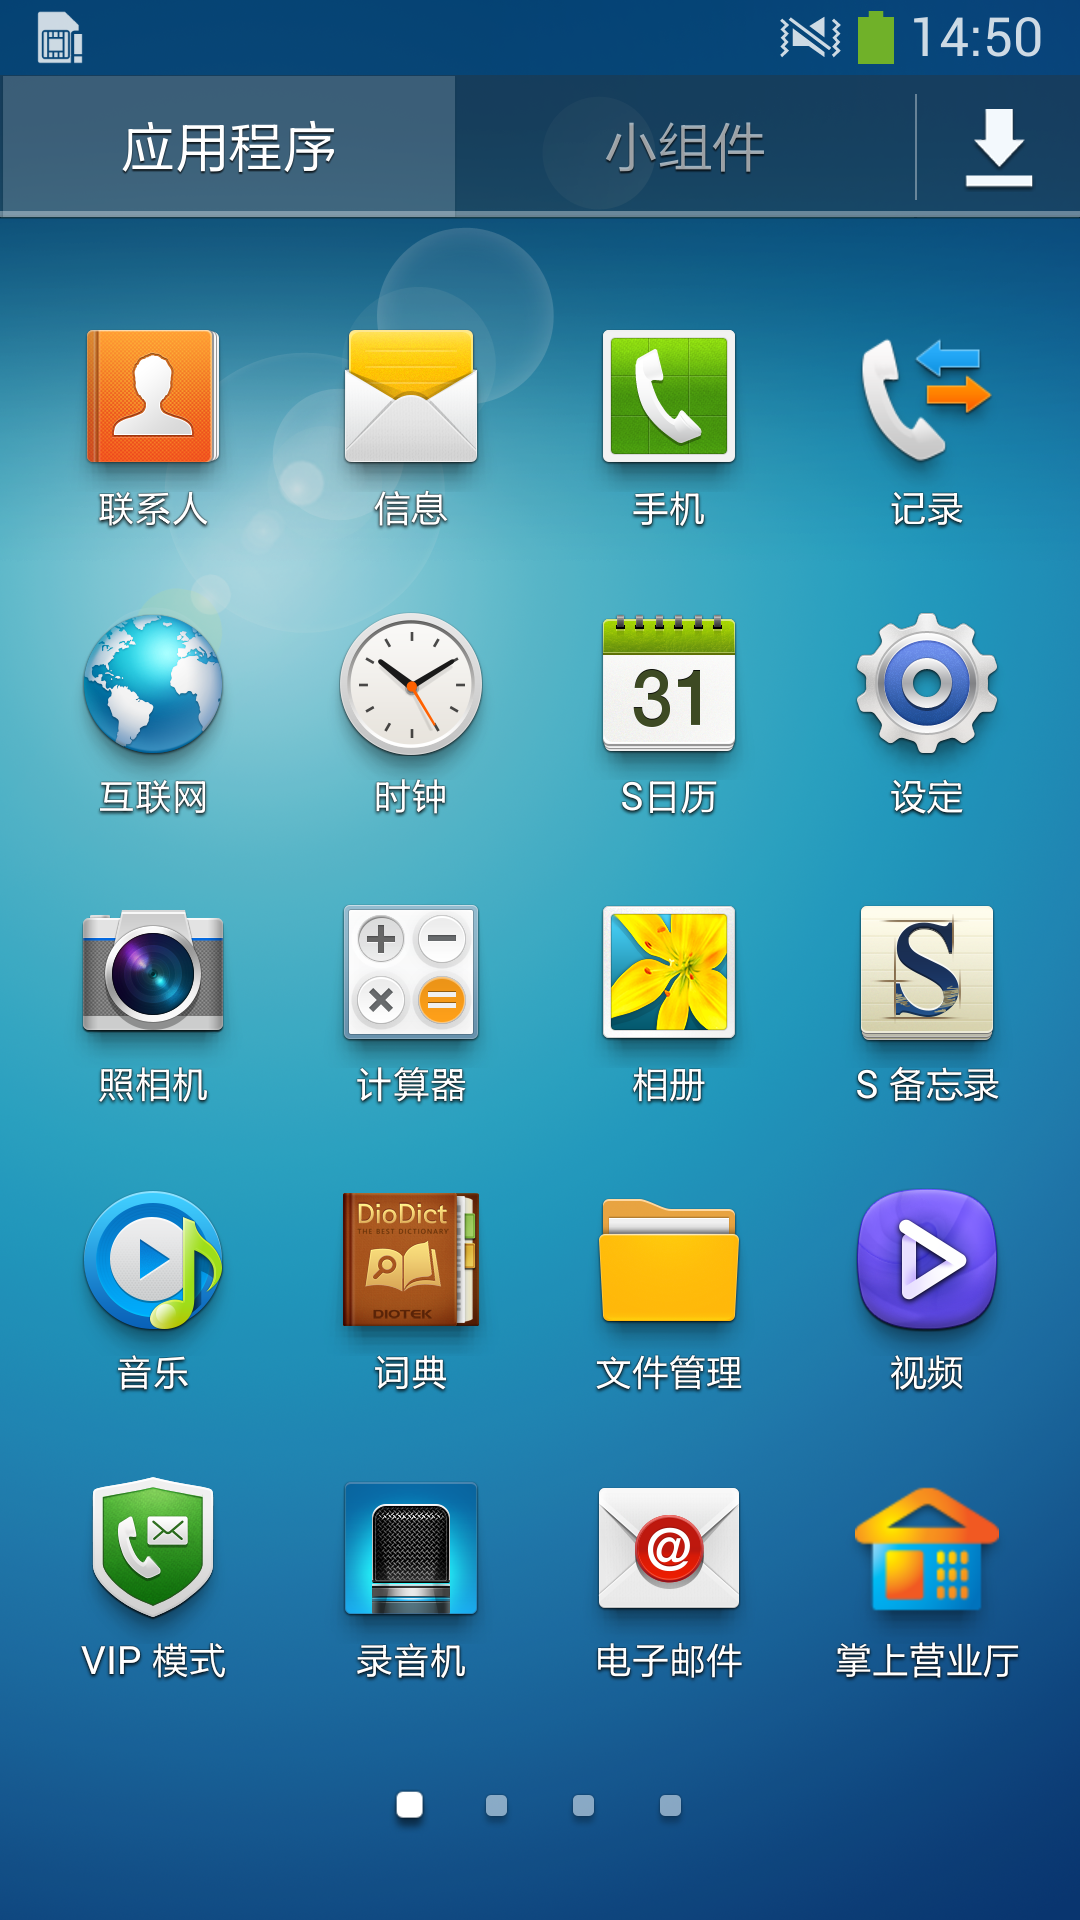 14:50
应用程序 小组件
联系人 信息 手机 记录
31
互联网 时钟 S日历 设定
S
照相机 计算器 相册 S 备忘录
DioDict
THE BEST DICTIONARY
DIOTEK
音乐 词典 文件管理 视频
@
VIP 模式 录音机 电子邮件 掌上营业厅